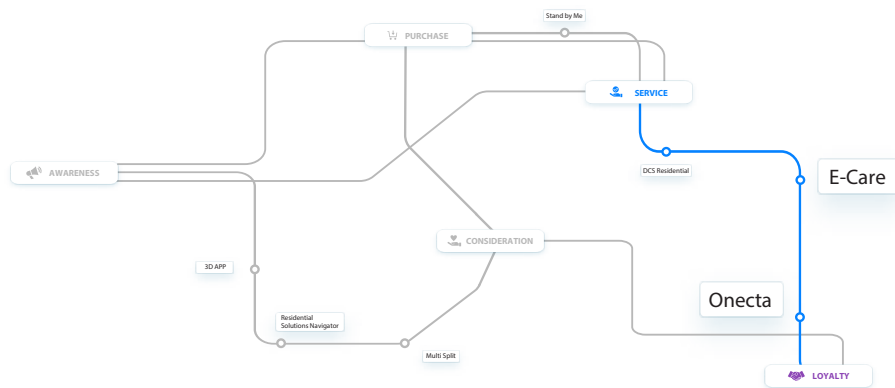 Stand by Me
PURCHASE
SERVICE
AWARENESS
DCS Residential
E-Care
CONSIDERATION
3D APP
Onecta
Residential
Solutions Navigator
Multi Split
LOYALTY